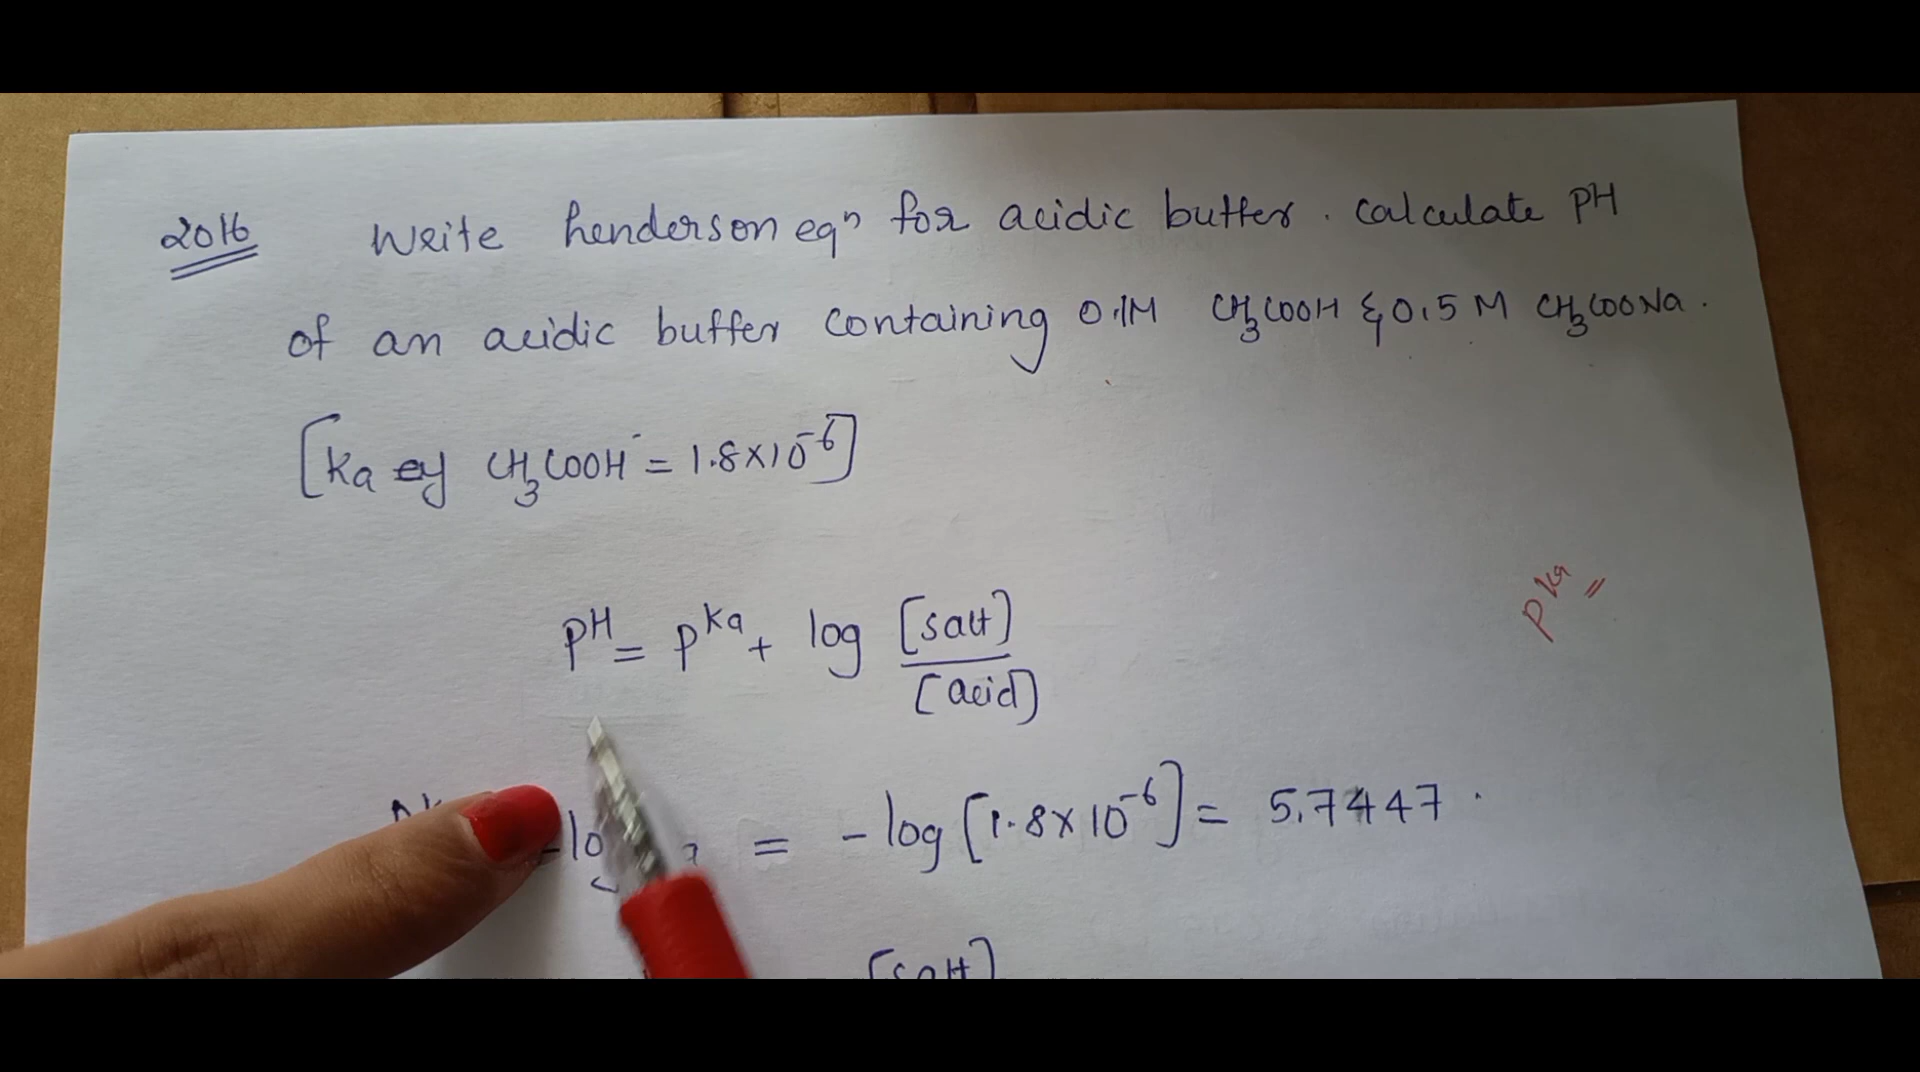 2016 Write henderson eqⁿ for acidic buffer. calculate PH
of an acidic buffer containing 0.1M CH₃COOH & 0.5 M CH₃COONa.
[Ka of CH₃COOH = 1.8×10⁻⁶]
pH = pKa + log [salt]/[acid]
pKa =
= -log [1.8×10⁻⁶] = 5.7447.
[salt]